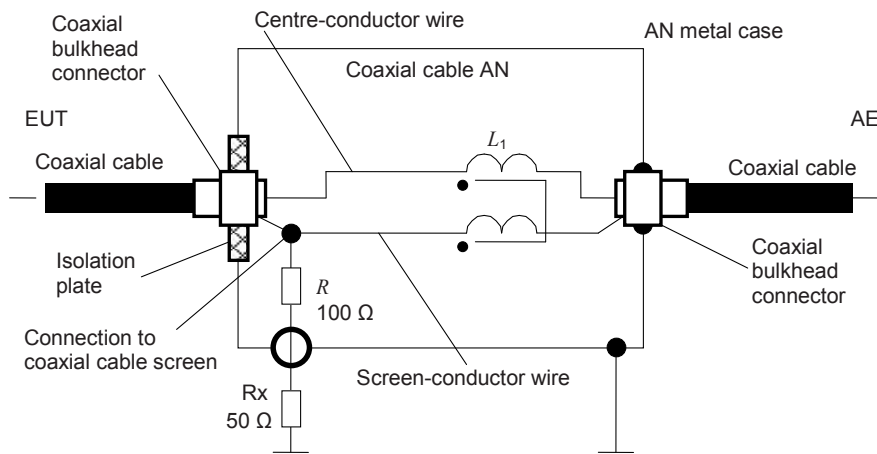 Coaxial
bulkhead
connector
Centre-conductor wire
AN metal case
Coaxial cable AN
EUT
AE
L1
Coaxial cable
Coaxial cable
Isolation
plate
R
100 Ω
Coaxial
bulkhead
connector
Connection to
coaxial cable screen
Screen-conductor wire
Rx
50 Ω